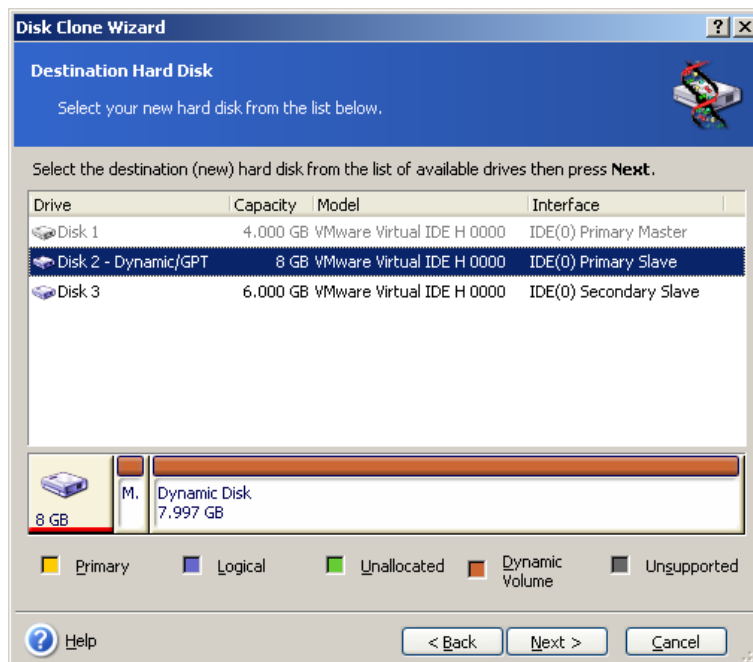 Disk Clone Wizard
Destination Hard Disk
Select your new hard disk from the list below.
Select the destination (new) hard disk from the list of available drives then press Next.
Drive Capacity Model Interface
Disk 1 4.000 GB VMware Virtual IDE H 0000 IDE(0) Primary Master
Disk 2 - Dynamic/GPT 8 GB VMware Virtual IDE H 0000 IDE(0) Primary Slave
Disk 3 6.000 GB VMware Virtual IDE H 0000 IDE(0) Secondary Slave
8 GB
M.
Dynamic Disk
7.997 GB
Primary Logical Unallocated Dynamic Volume Unsupported
? Help < Back Next > Cancel